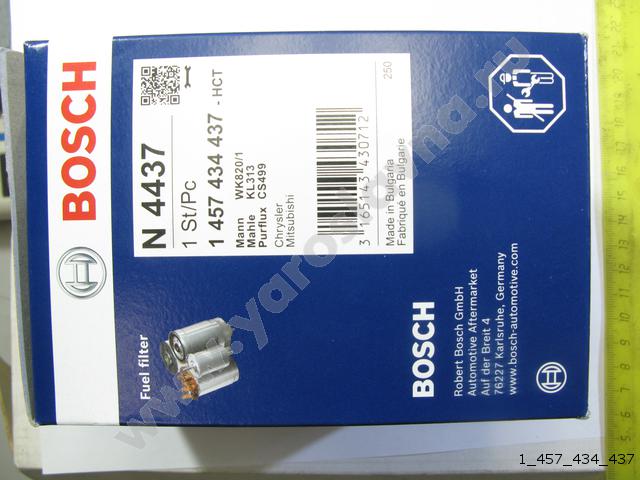 BOSCH
Fuel filter
N 4437
1 St/Pc
1 457 434 437 - HCT
Mann WK820/1
Mahle KL313
Purflux CS499
Chrysler
Mitsubishi
3 165143 430712
250
Made in Bulgaria
Fabriqué en Bulgarie
BOSCH
Robert Bosch GmbH
Automotive Aftermarket
Auf der Breit 4
76227 Karlsruhe, Germany
www.bosch-automotive.com
www.yaroslavna.ru
1_457_434_437